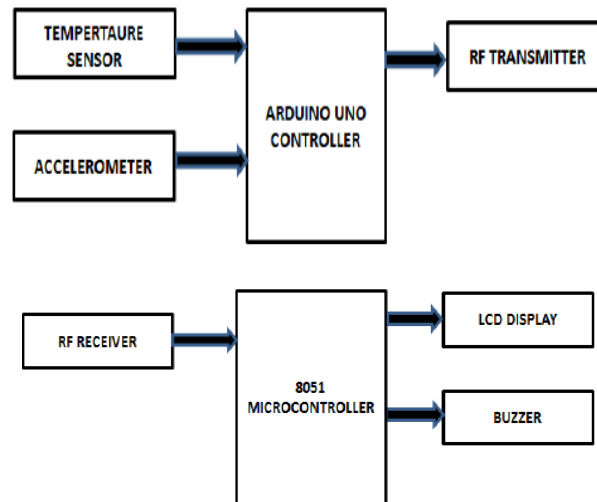 TEMPERTAURE
SENSOR
RF TRANSMITTER
ARDUINO UNO
CONTROLLER
ACCELEROMETER
LCD DISPLAY
RF RECEIVER
8051
MICROCONTROLLER
BUZZER